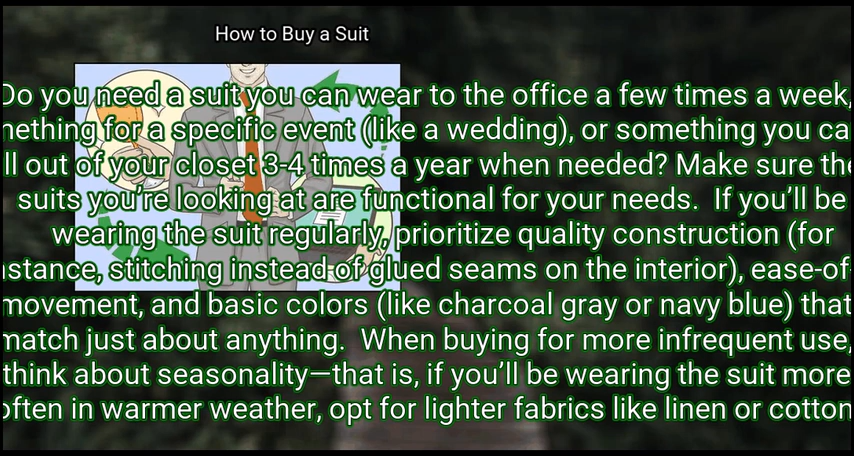 How to Buy a Suit
Do you need a suit you can wear to the office a few times a week,
mething for a specific event (like a wedding), or something you ca
ll out of your closet 3-4 times a year when needed? Make sure the
suits you're looking at are functional for your needs.  If you'll be
wearing the suit regularly, prioritize quality construction (for
nstance, stitching instead of glued seams on the interior), ease-of-
movement, and basic colors (like charcoal gray or navy blue) that
match just about anything.  When buying for more infrequent use,
think about seasonality—that is, if you'll be wearing the suit more
often in warmer weather, opt for lighter fabrics like linen or cotton